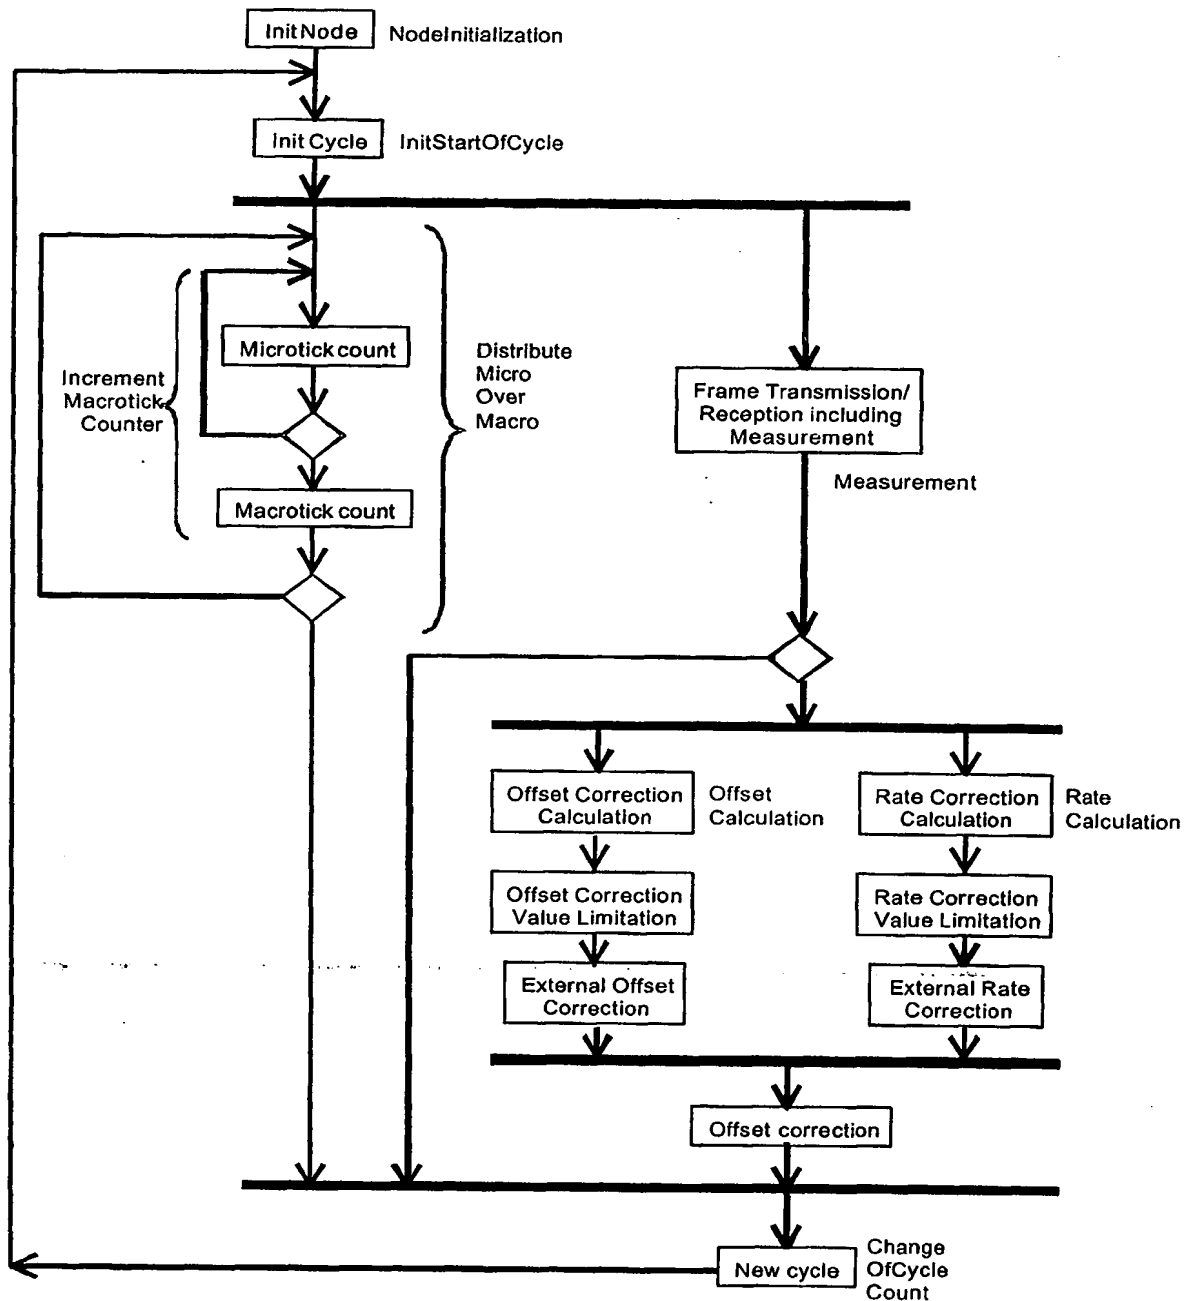 InitNode
NodeInitialization
Init Cycle
InitStartOfCycle
Microtick count
Increment
Macrotick
Counter
Macrotick count
Distribute
Micro
Over
Macro
Frame Transmission/
Reception including
Measurement
Measurement
Offset Correction
Calculation
Offset
Calculation
Rate Correction
Calculation
Rate
Calculation
Offset Correction
Value Limitation
Rate Correction
Value Limitation
External Offset
Correction
External Rate
Correction
Offset correction
New cycle
Change
OfCycle
Count